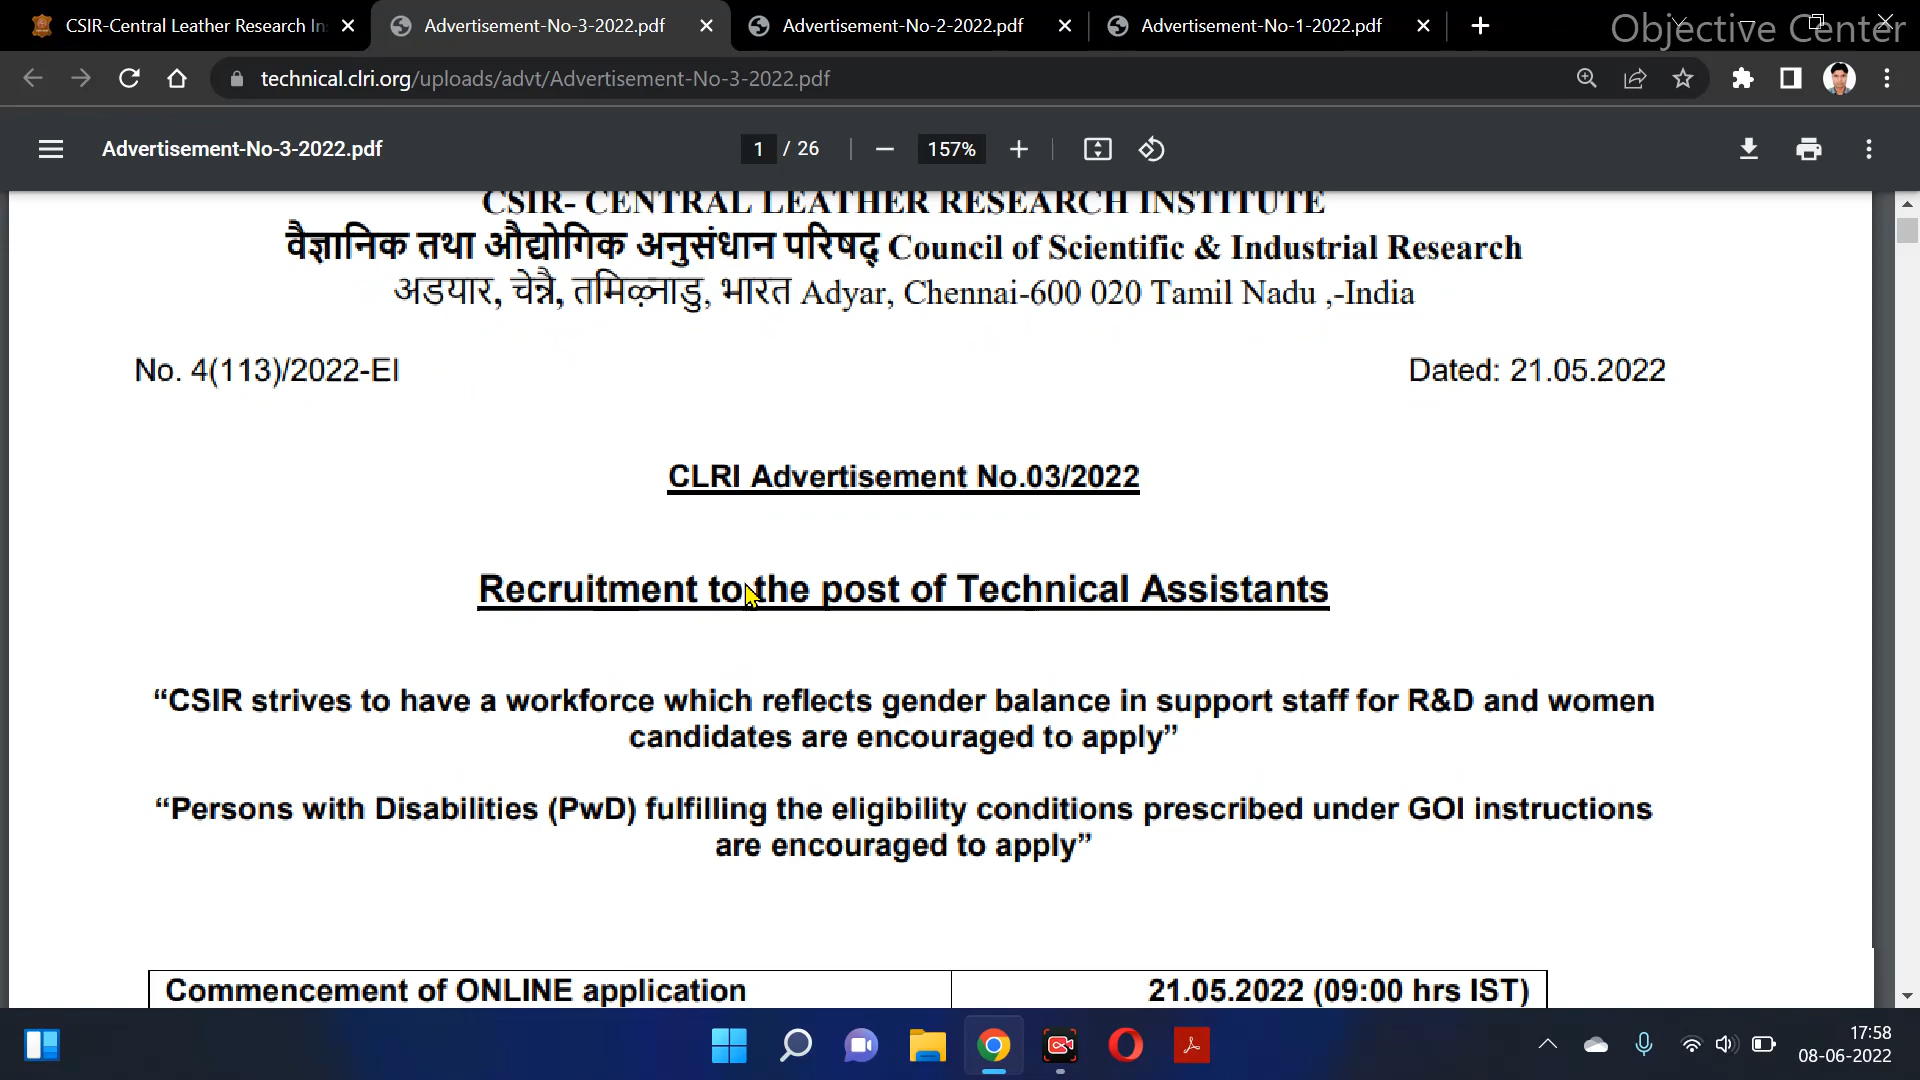 CSIR-Central Leather Research In
Advertisement-No-3-2022.pdf
Advertisement-No-2-2022.pdf
Advertisement-No-1-2022.pdf
Objective Center
technical.clri.org/uploads/advt/Advertisement-No-3-2022.pdf
Advertisement-No-3-2022.pdf
1 / 26
157%
CSIR- CENTRAL LEATHER RESEARCH INSTITUTE
वैज्ञानिक तथा औद्योगिक अनुसंधान परिषद् Council of Scientific & Industrial Research
अडयार, चेन्नै, तमिऴ्नाडु, भारत Adyar, Chennai-600 020 Tamil Nadu ,-India
No. 4(113)/2022-EI
Dated: 21.05.2022
CLRI Advertisement No.03/2022
Recruitment to the post of Technical Assistants
“CSIR strives to have a workforce which reflects gender balance in support staff for R&D and women
candidates are encouraged to apply”
“Persons with Disabilities (PwD) fulfilling the eligibility conditions prescribed under GOI instructions
are encouraged to apply”
Commencement of ONLINE application
21.05.2022 (09:00 hrs IST)
17:58
08-06-2022